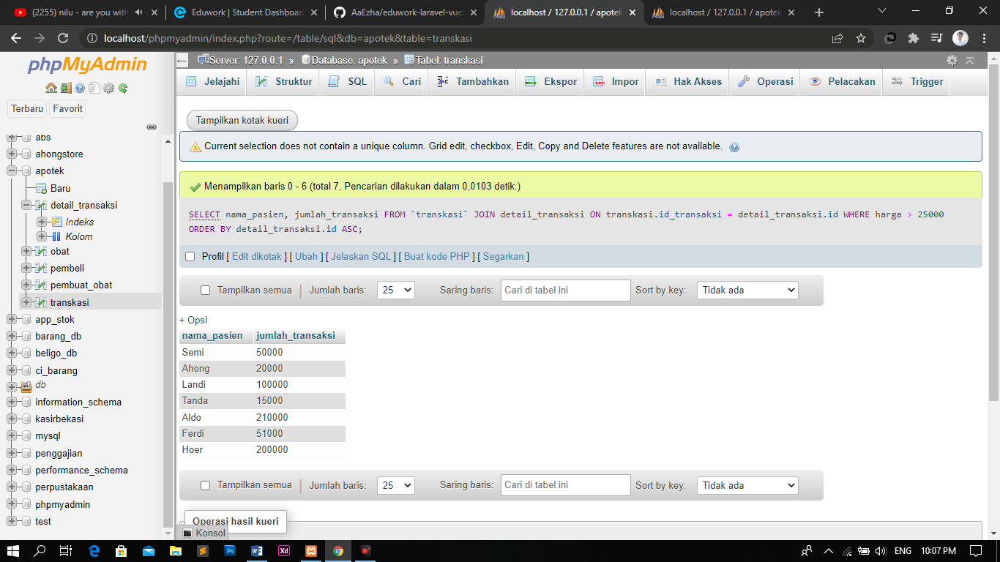 (2255) nilu - are you with
Eduwork | Student Dashboar
AaEzha/eduwork-laravel-vue
localhost / 127.0.0.1 / apotek
localhost / 127.0.0.1 / apotek
localhost/phpmyadmin/index.php?route=/table/sql&db=apotek&table=transkasi
phpMyAdmin
Terbaru
Favorit
abs
ahongstore
apotek
Baru
detail_transaksi
Indeks
Kolom
obat
pembeli
pembuat_obat
transkasi
app_stok
barang_db
beligo_db
ci_barang
db
information_schema
kasirbekasi
mysql
penggajian
performance_schema
perpustakaan
phpmyadmin
test
Server: 127.0.0.1 » Database: apotek » Tabel: transkasi
Jelajahi
Struktur
SQL
Cari
Tambahkan
Ekspor
Impor
Hak Akses
Operasi
Pelacakan
Trigger
Tampilkan kotak kueri
Current selection does not contain a unique column. Grid edit, checkbox, Edit, Copy and Delete features are not available.
Menampilkan baris 0 - 6 (total 7, Pencarian dilakukan dalam 0,0103 detik.)
SELECT nama_pasien, jumlah_transaksi FROM `transkasi` JOIN detail_transaksi ON transkasi.id_transaksi = detail_transaksi.id WHERE harga > 25000
ORDER BY detail_transaksi.id ASC;
Profil [ Edit dikotak ] [ Ubah ] [ Jelaskan SQL ] [ Buat kode PHP ] [ Segarkan ]
Tampilkan semua | Jumlah baris: 25 Saring baris: Cari di tabel ini Sort by key: Tidak ada
+ Opsi
nama_pasien jumlah_transaksi
Semi 50000
Ahong 20000
Landi 100000
Tanda 15000
Aldo 210000
Ferdi 51000
Hoer 200000
Tampilkan semua | Jumlah baris: 25 Saring baris: Cari di tabel ini Sort by key: Tidak ada
Operasi hasil kueri
Konsol
ENG 10:07 PM